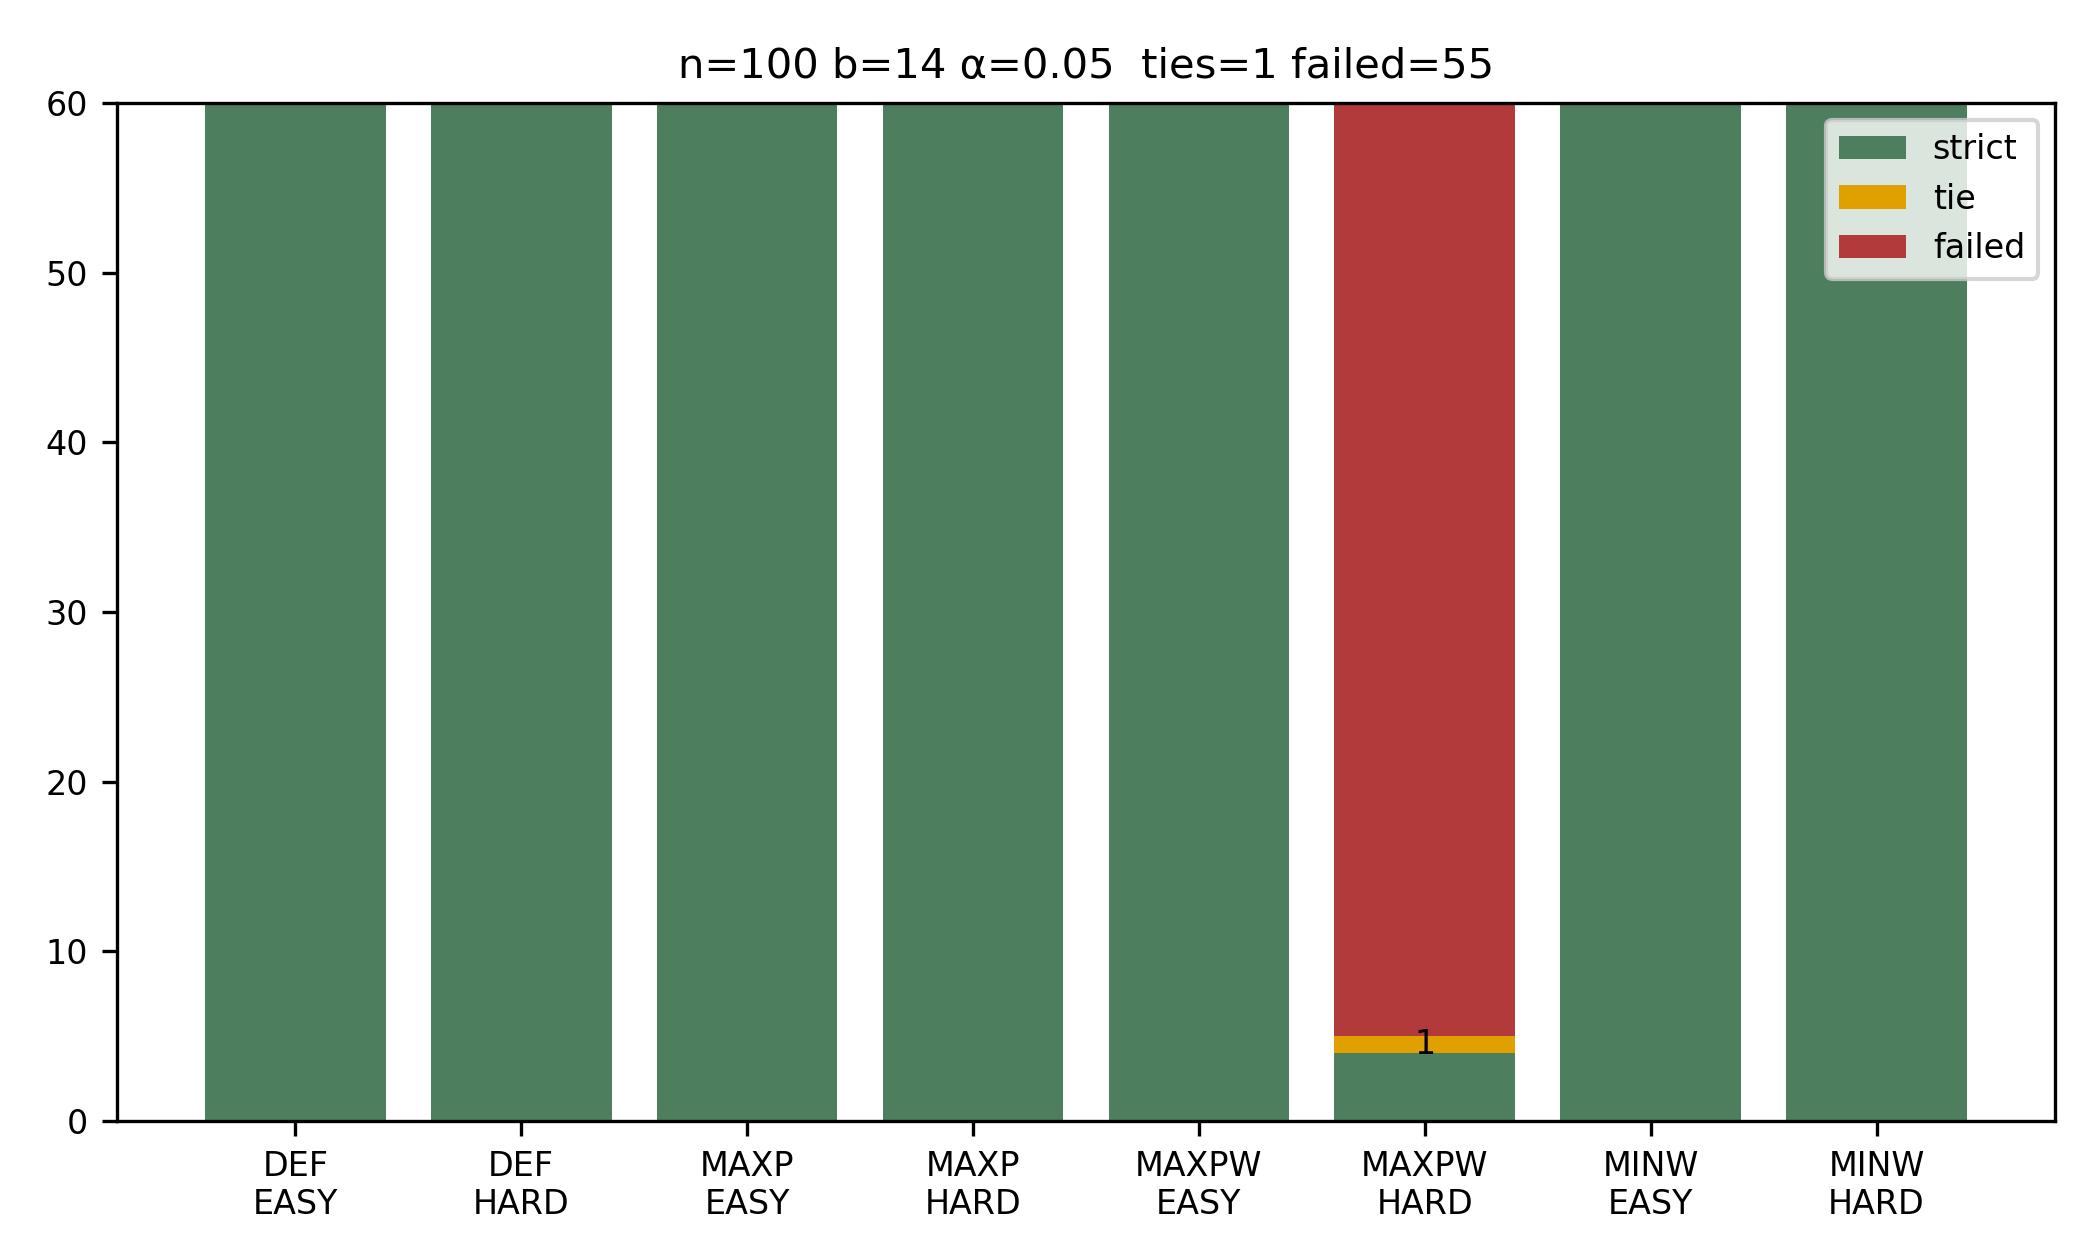 n=100 b=14 α=0.05  ties=1 failed=55
60
50
40
30
20
10
0
strict
tie
failed
1
DEF
EASY
DEF
HARD
MAXP
EASY
MAXP
HARD
MAXPW
EASY
MAXPW
HARD
MINW
EASY
MINW
HARD